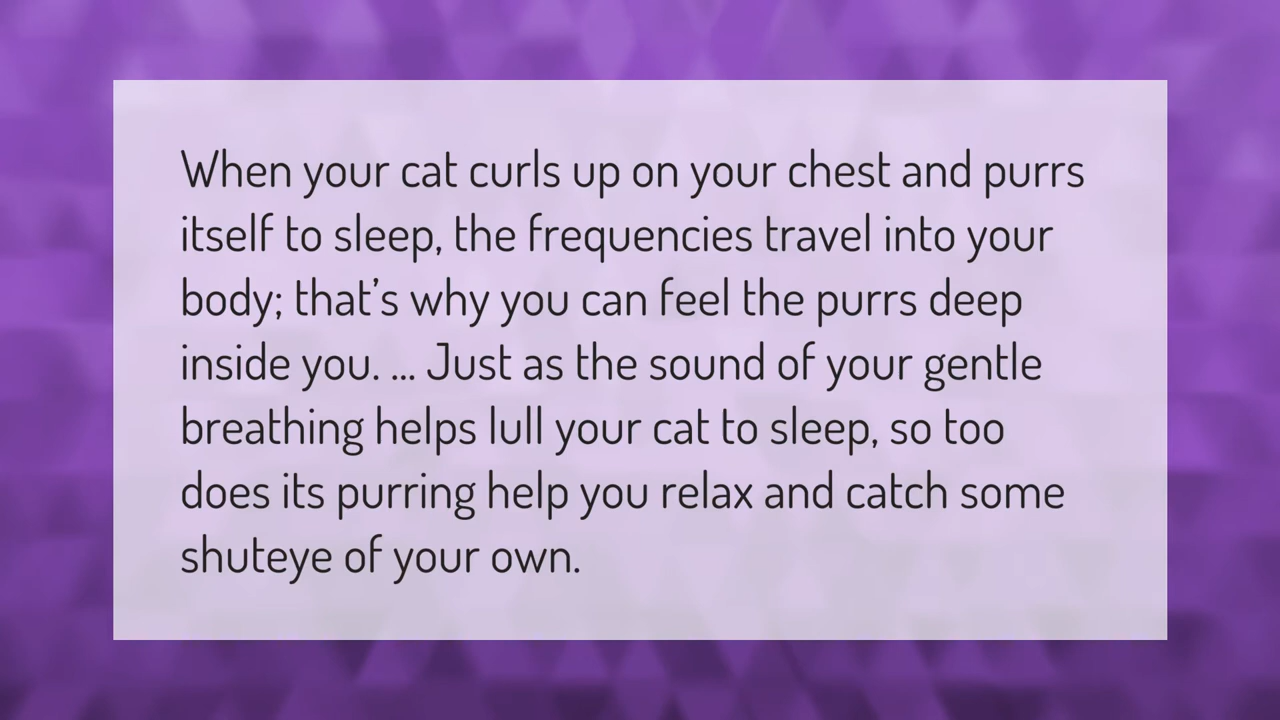 When your cat curls up on your chest and purrs
itself to sleep, the frequencies travel into your
body; that’s why you can feel the purrs deep
inside you. ... Just as the sound of your gentle
breathing helps lull your cat to sleep, so too
does its purring help you relax and catch some
shuteye of your own.